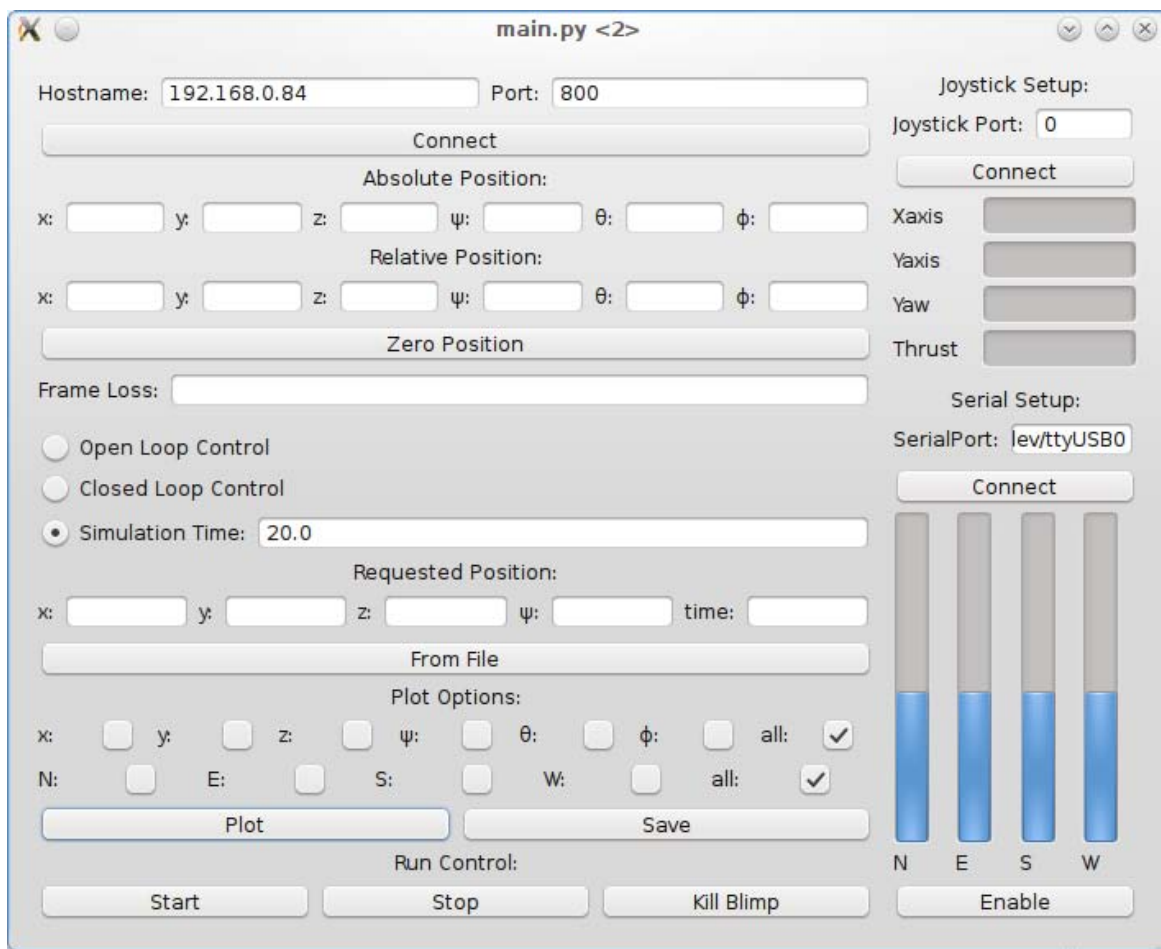 main.py <2>
Hostname: 192.168.0.84 Port: 800
Connect
Absolute Position:
x: y: z: ψ: θ: ϕ:
Relative Position:
x: y: z: ψ: θ: ϕ:
Zero Position
Frame Loss:
Open Loop Control
Closed Loop Control
Simulation Time: 20.0
Requested Position:
x: y: z: ψ: time:
From File
Plot Options:
x: y: z: ψ: θ: ϕ: all:
N: E: S: W: all:
Plot Save
Run Control:
Start Stop Kill Blimp
Joystick Setup:
Joystick Port: 0
Connect
Xaxis
Yaxis
Yaw
Thrust
Serial Setup:
SerialPort: lev/ttyUSB0
Connect
N E S W
Enable